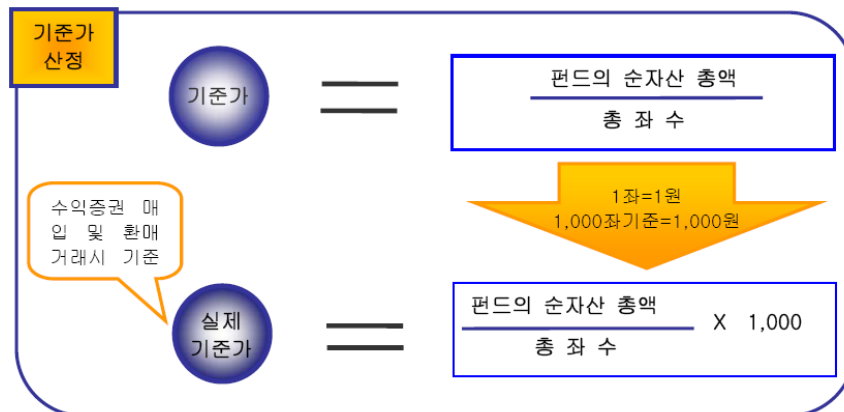 기준가
산정
기준가
펀드의 순자산 총액
총 좌 수
1좌=1원
1,000좌기준=1,000원
수익증권 매
입 및 환매
거래시 기준
실제
기준가
펀드의 순자산 총액
X 1,000
총 좌 수